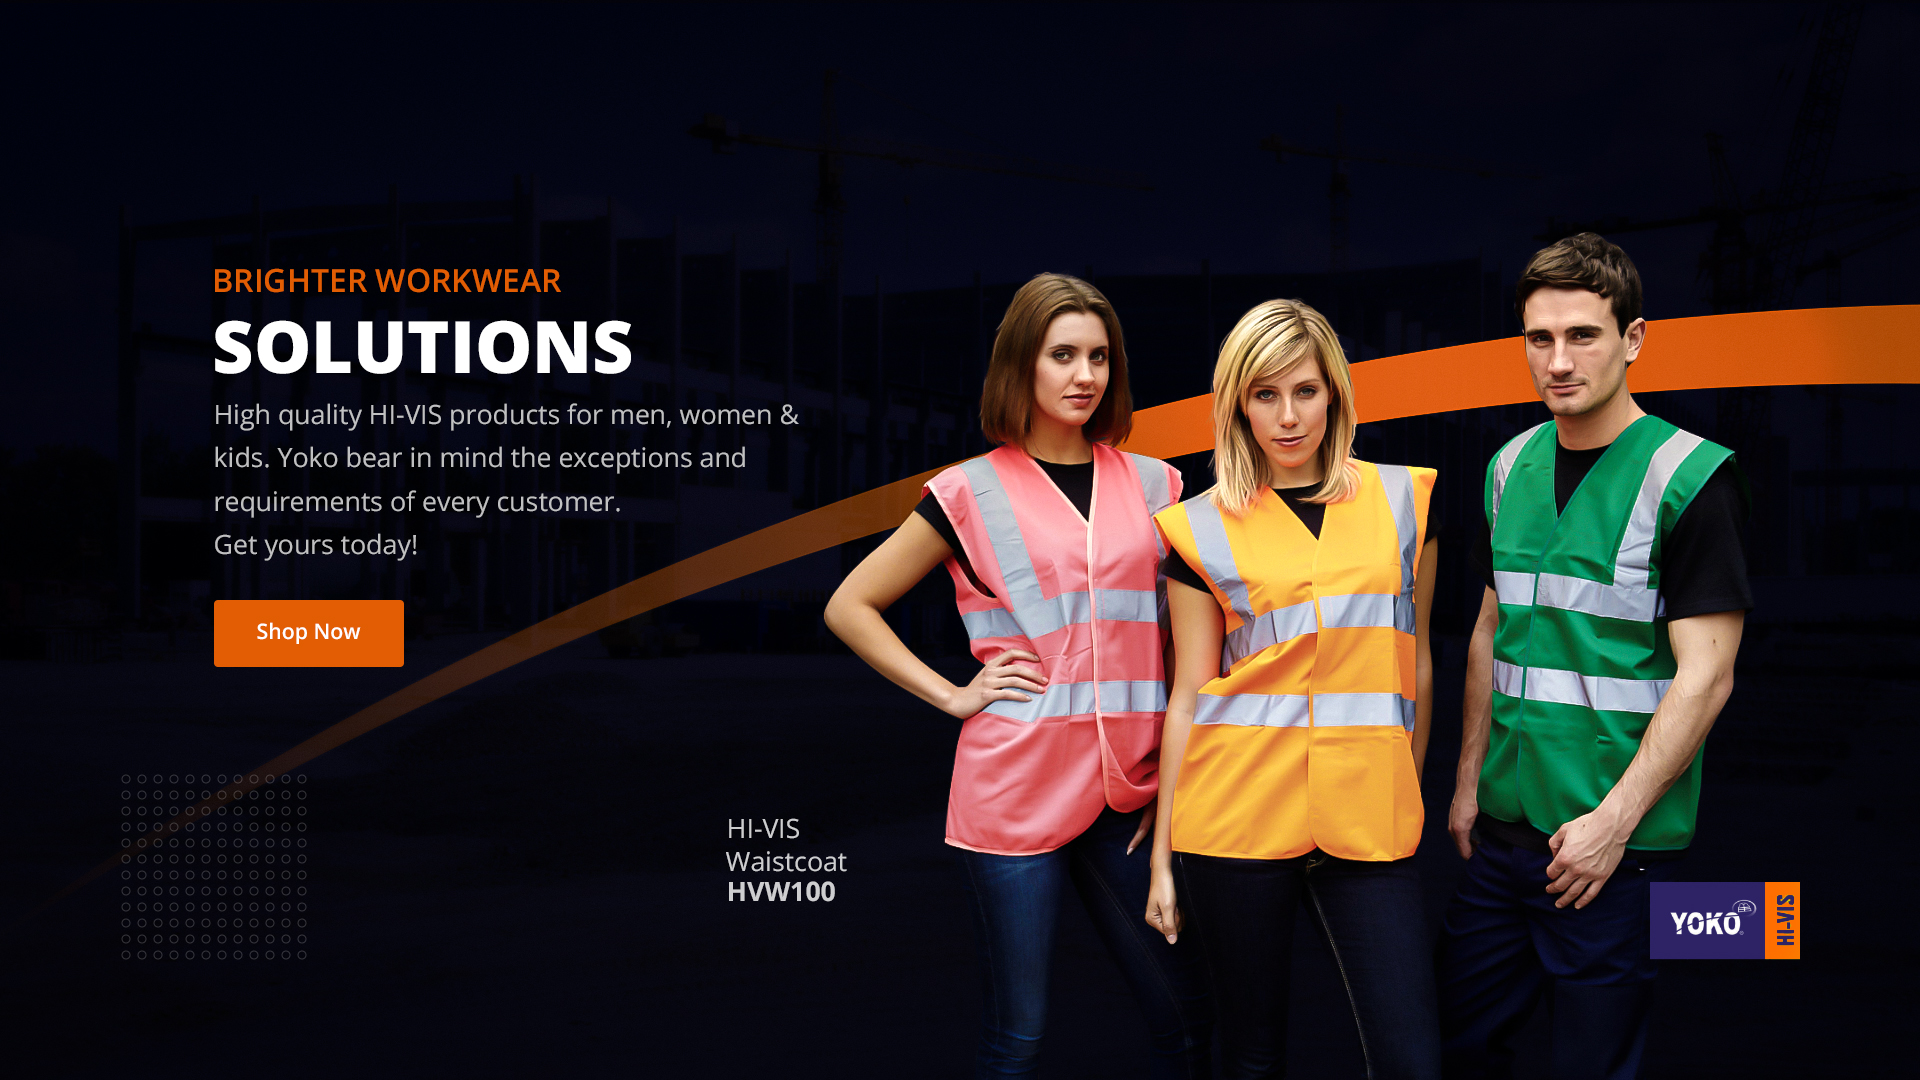 BRIGHTER WORKWEAR
SOLUTIONS
High quality HI-VIS products for men, women &
kids. Yoko bear in mind the exceptions and
requirements of every customer.
Get yours today!
Shop Now
HI-VIS
Waistcoat
HVW100
YOKO
HI-VIS